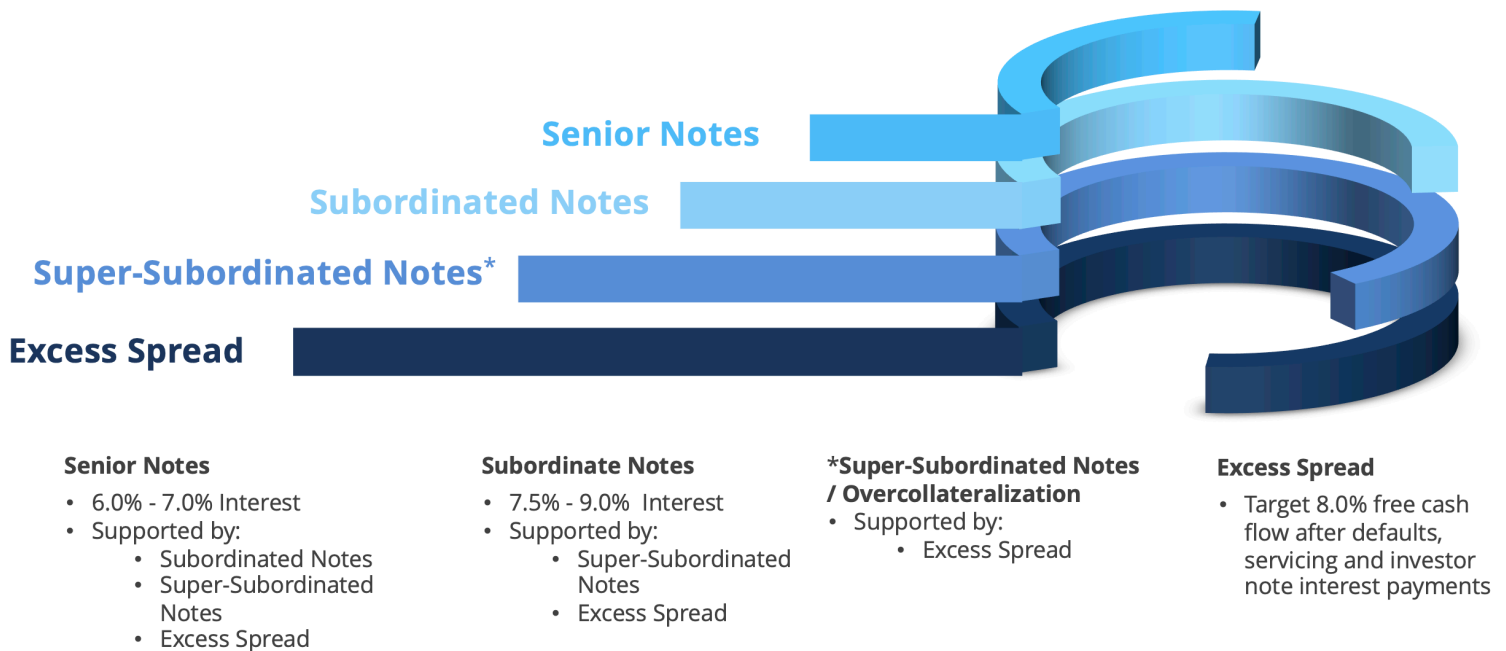 Senior Notes
Subordinated Notes
Super-Subordinated Notes*
Excess Spread
Senior Notes
• 6.0% - 7.0% Interest
• Supported by:
• Subordinated Notes
• Super-Subordinated
Notes
• Excess Spread
Subordinate Notes
• 7.5% - 9.0% Interest
• Supported by:
• Super-Subordinated
Notes
• Excess Spread
*Super-Subordinated Notes
/ Overcollateralization
• Supported by:
• Excess Spread
Excess Spread
• Target 8.0% free cash
flow after defaults,
servicing and investor
note interest payments